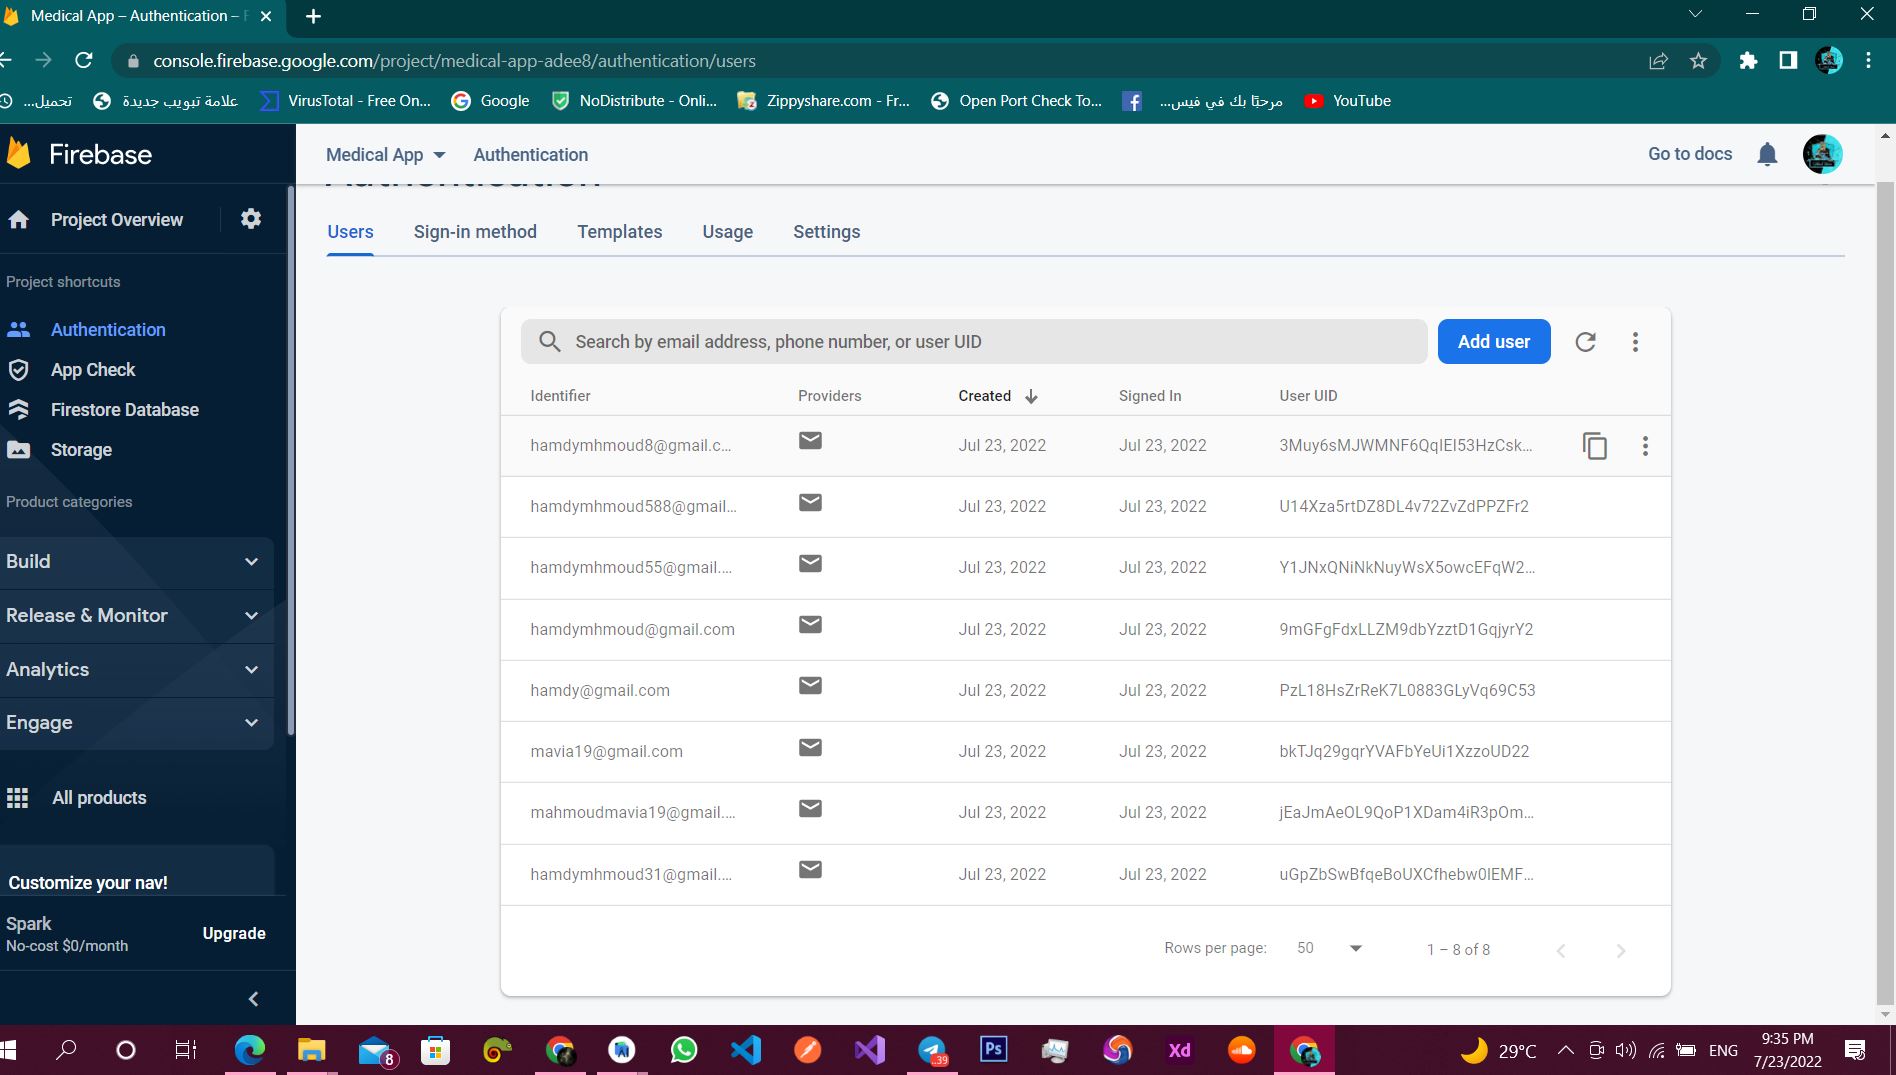 Medical App – Authentication – F
console.firebase.google.com/project/medical-app-adee8/authentication/users
تحميل...
علامة تبويب جديدة
VirusTotal - Free On...
Google
NoDistribute - Onli...
Zippyshare.com - Fr...
Open Port Check To...
مرحبًا بك في فيس...
YouTube
Firebase
Medical App
Authentication
Go to docs
Project Overview
Users
Sign-in method
Templates
Usage
Settings
Project shortcuts
Authentication
App Check
Firestore Database
Storage
Product categories
Build
Release & Monitor
Analytics
Engage
All products
Customize your nav!
Spark
No-cost $0/month
Upgrade
Search by email address, phone number, or user UID
Add user
Identifier Providers Created Signed In User UID
hamdymhmoud8@gmail.c... Jul 23, 2022 Jul 23, 2022 3Muy6sMJWMNF6QqIEI53HzCsk...
hamdymhmoud588@gmail... Jul 23, 2022 Jul 23, 2022 U14Xza5rtDZ8DL4v72ZvZdPPZFr2
hamdymhmoud55@gmail.... Jul 23, 2022 Jul 23, 2022 Y1JNxQNiNkNuyWsX5owcEFqW2...
hamdymhmoud@gmail.com Jul 23, 2022 Jul 23, 2022 9mGFgFdxLLZM9dbYzztD1GqjyrY2
hamdy@gmail.com Jul 23, 2022 Jul 23, 2022 PzL18HsZrReK7L0883GLyVq69C53
mavia19@gmail.com Jul 23, 2022 Jul 23, 2022 bkTJq29gqrYVAFbYeUi1XzzoUD22
mahmoudmavia19@gmail.... Jul 23, 2022 Jul 23, 2022 jEaJmAeOL9QoP1XDam4iR3pOm...
hamdymhmoud31@gmail.... Jul 23, 2022 Jul 23, 2022 uGpZbSwBfqeBoUXCfhebw0lEMF...
Rows per page: 50 1 – 8 of 8
8
39
Ps
Xd
29°C
ENG
9:35 PM
7/23/2022